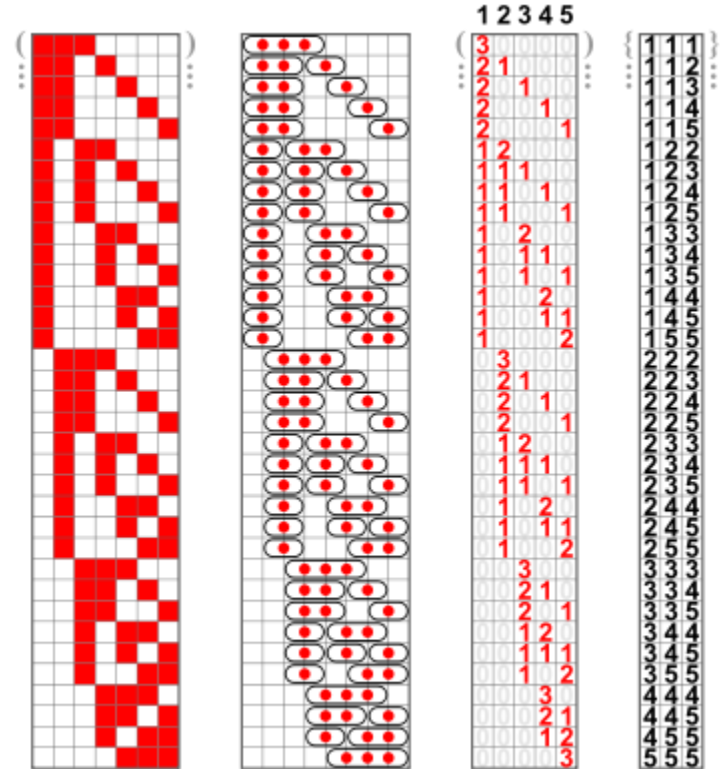 1 2 3 4 5
( ) ( 3 0 0 0 0 ) { 1 1 1 }
2 1 0 0 0 1 1 2
2 0 1 0 0 1 1 3
2 0 0 1 0 1 1 4
2 0 0 0 1 1 1 5
1 2 0 0 0 1 2 2
1 1 1 0 0 1 2 3
1 1 0 1 0 1 2 4
1 1 0 0 1 1 2 5
1 0 2 0 0 1 3 3
1 0 1 1 0 1 3 4
1 0 1 0 1 1 3 5
1 0 0 2 0 1 4 4
1 0 0 1 1 1 4 5
1 0 0 0 2 1 5 5
0 3 0 0 0 2 2 2
0 2 1 0 0 2 2 3
0 2 0 1 0 2 2 4
0 2 0 0 1 2 2 5
0 1 2 0 0 2 3 3
0 1 1 1 0 2 3 4
0 1 1 0 1 2 3 5
0 1 0 2 0 2 4 4
0 1 0 1 1 2 4 5
0 1 0 0 2 2 5 5
0 0 3 0 0 3 3 3
0 0 2 1 0 3 3 4
0 0 2 0 1 3 3 5
0 0 1 2 0 3 4 4
0 0 1 1 1 3 4 5
0 0 1 0 2 3 5 5
0 0 0 3 0 4 4 4
0 0 0 2 1 4 4 5
0 0 0 1 2 4 5 5
0 0 0 0 3 5 5 5